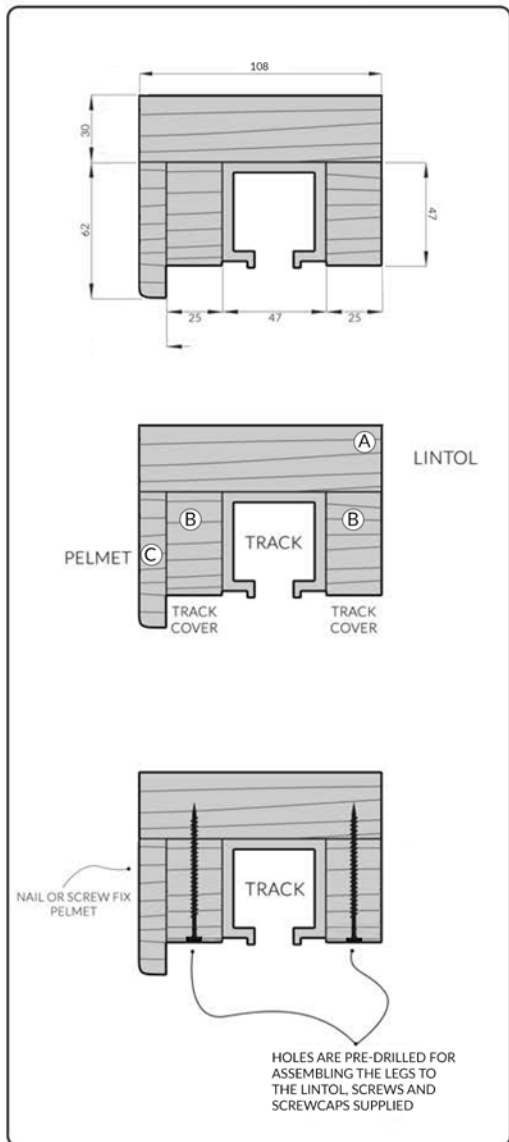 108
30
62
47
25
47
25
A
LINTOL
B
B
C
PELMET
TRACK
TRACK
COVER
TRACK
COVER
TRACK
NAIL OR SCREW FIX
PELMET
HOLES ARE PRE-DRILLED FOR
ASSEMBLING THE LEGS TO
THE LINTOL, SCREWS AND
SCREWCAPS SUPPLIED